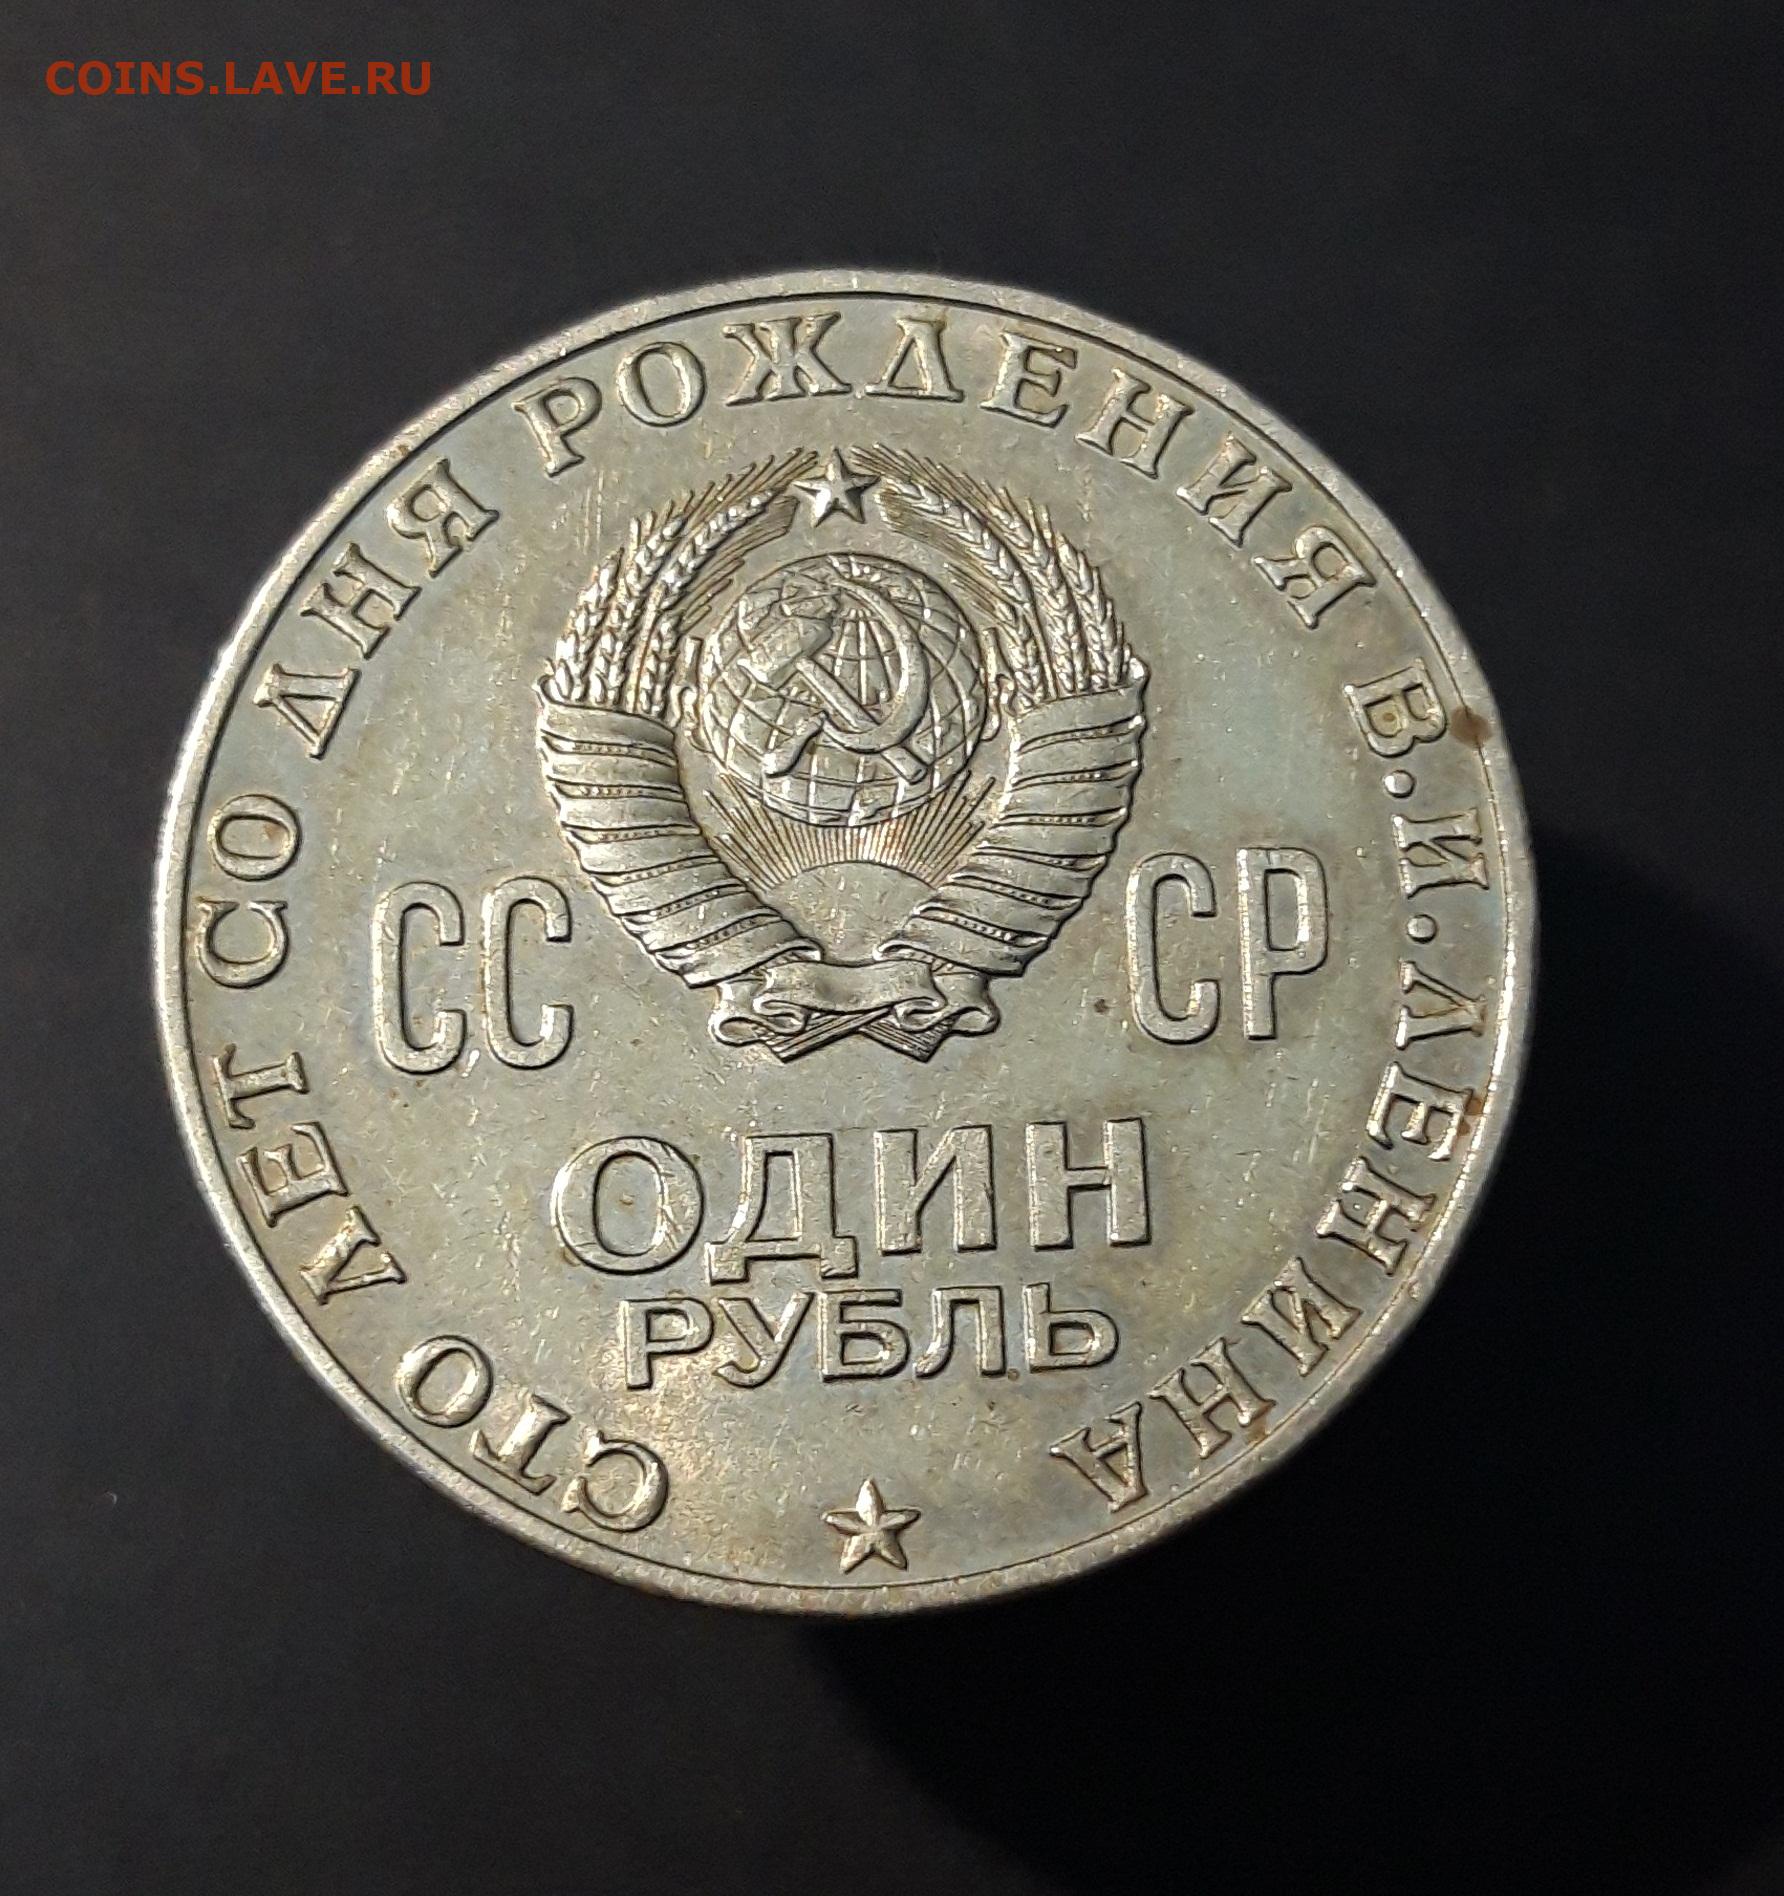 COINS.LAVE.RU
СТО ЛЕТ СО ДНЯ РОЖДЕНИЯ В.И.ЛЕНИНА
СС СР
ОДИН
РУБЛЬ